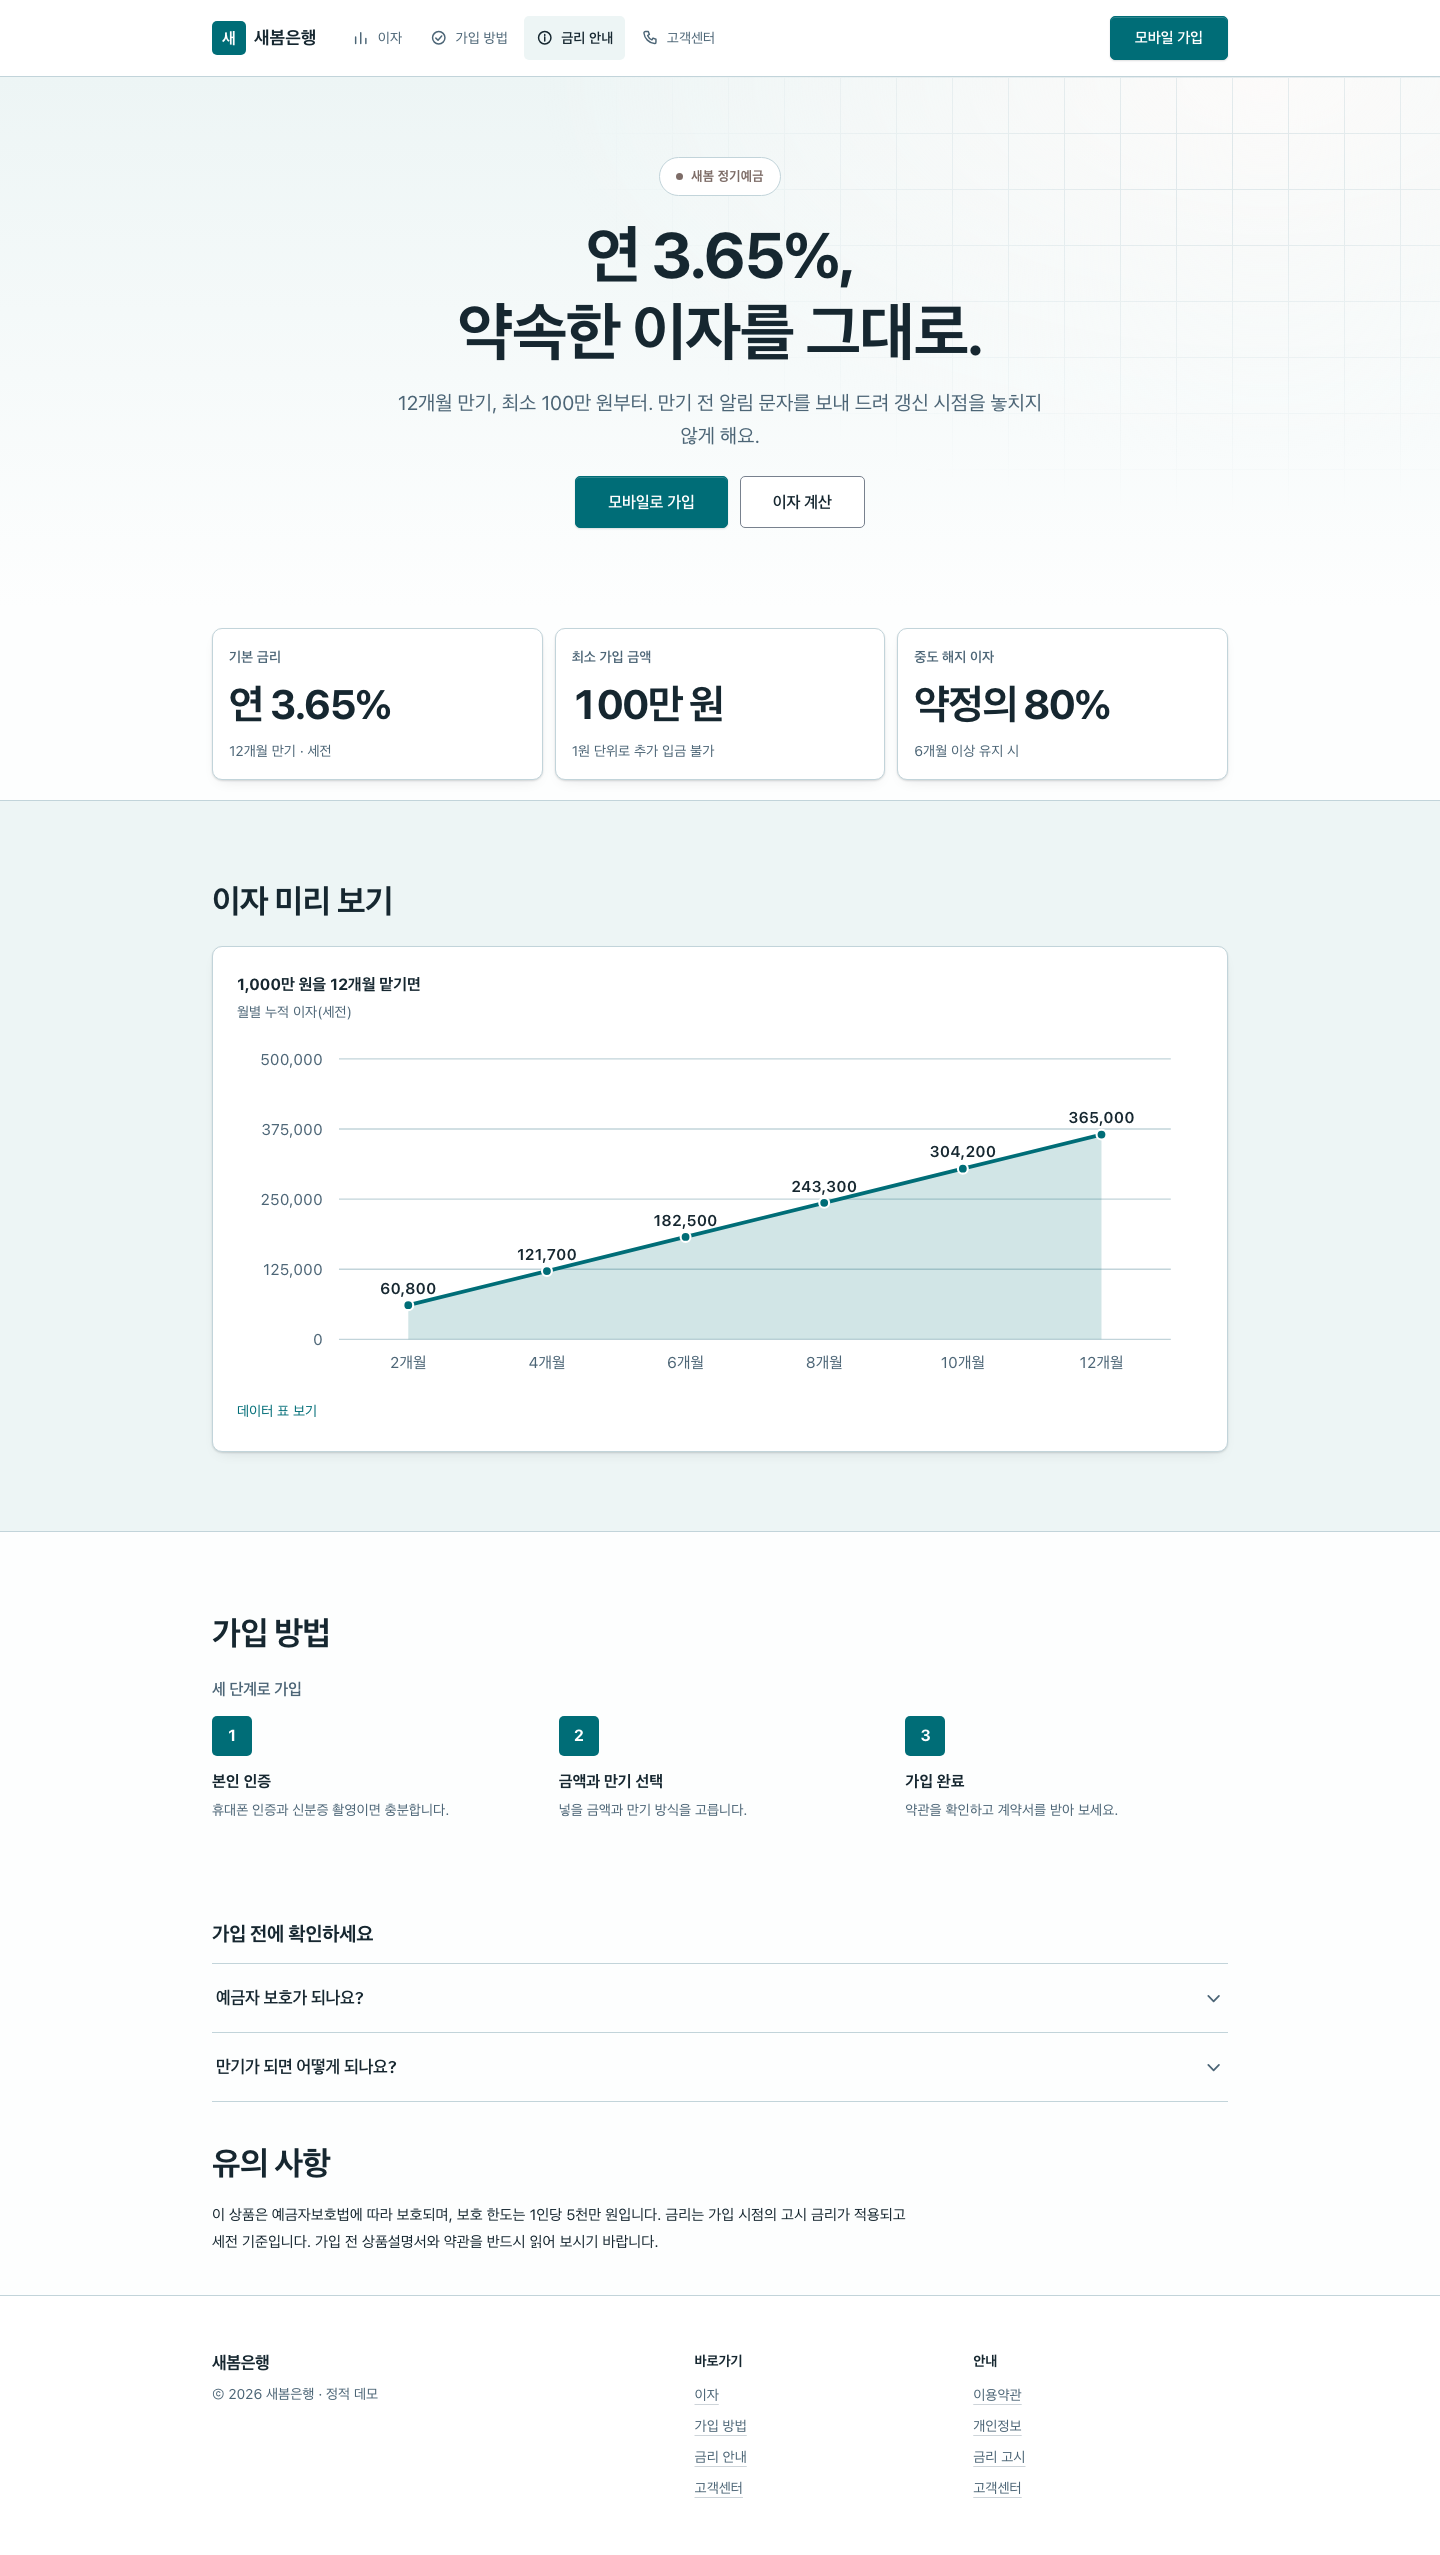 새 새봄은행 이자 가입 방법 금리 안내 고객센터 모바일 가입
새봄 정기예금
연 3.65%,
약속한 이자를 그대로.
12개월 만기, 최소 100만 원부터. 만기 전 알림 문자를 보내 드려 갱신 시점을 놓치지
않게 해요.
모바일로 가입 이자 계산
기본 금리
연 3.65%
12개월 만기 · 세전
최소 가입 금액
100만 원
1원 단위로 추가 입금 불가
중도 해지 이자
약정의 80%
6개월 이상 유지 시
이자 미리 보기
1,000만 원을 12개월 맡기면
월별 누적 이자(세전)
500,000
375,000
250,000
125,000
0
60,800
121,700
182,500
243,300
304,200
365,000
2개월 4개월 6개월 8개월 10개월 12개월
데이터 표 보기
가입 방법
세 단계로 가입
1
본인 인증
휴대폰 인증과 신분증 촬영이면 충분합니다.
2
금액과 만기 선택
넣을 금액과 만기 방식을 고릅니다.
3
가입 완료
약관을 확인하고 계약서를 받아 보세요.
가입 전에 확인하세요
예금자 보호가 되나요?
만기가 되면 어떻게 되나요?
유의 사항
이 상품은 예금자보호법에 따라 보호되며, 보호 한도는 1인당 5천만 원입니다. 금리는 가입 시점의 고시 금리가 적용되고
세전 기준입니다. 가입 전 상품설명서와 약관을 반드시 읽어 보시기 바랍니다.
새봄은행
© 2026 새봄은행 · 정적 데모
바로가기
이자
가입 방법
금리 안내
고객센터
안내
이용약관
개인정보
금리 고시
고객센터